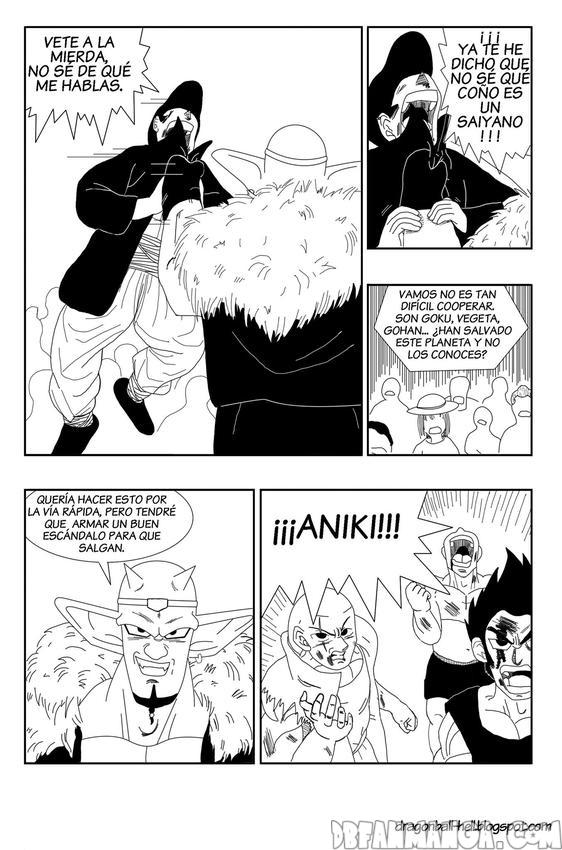 VETE A LA
MIERDA,
NO SÉ DE QUÉ
ME HABLAS.
¡¡¡
YA TE HE
DICHO QUE
NO SÉ QUÉ
COÑO ES
UN
SAIYANO
!!!
VAMOS NO ES TAN
DIFÍCIL COOPERAR.
SON GOKU, VEGETA,
GOHAN... ¿HAN SALVADO
ESTE PLANETA Y NO
LOS CONOCES?
QUERÍA HACER ESTO POR
LA VÍA RÁPIDA, PERO TENDRÉ
QUE ARMAR UN BUEN
ESCÁNDALO PARA QUE
SALGAN.
¡¡¡ANIKI!!!
dragonball-hell.blogspot.com
DBFANMANGA.COM